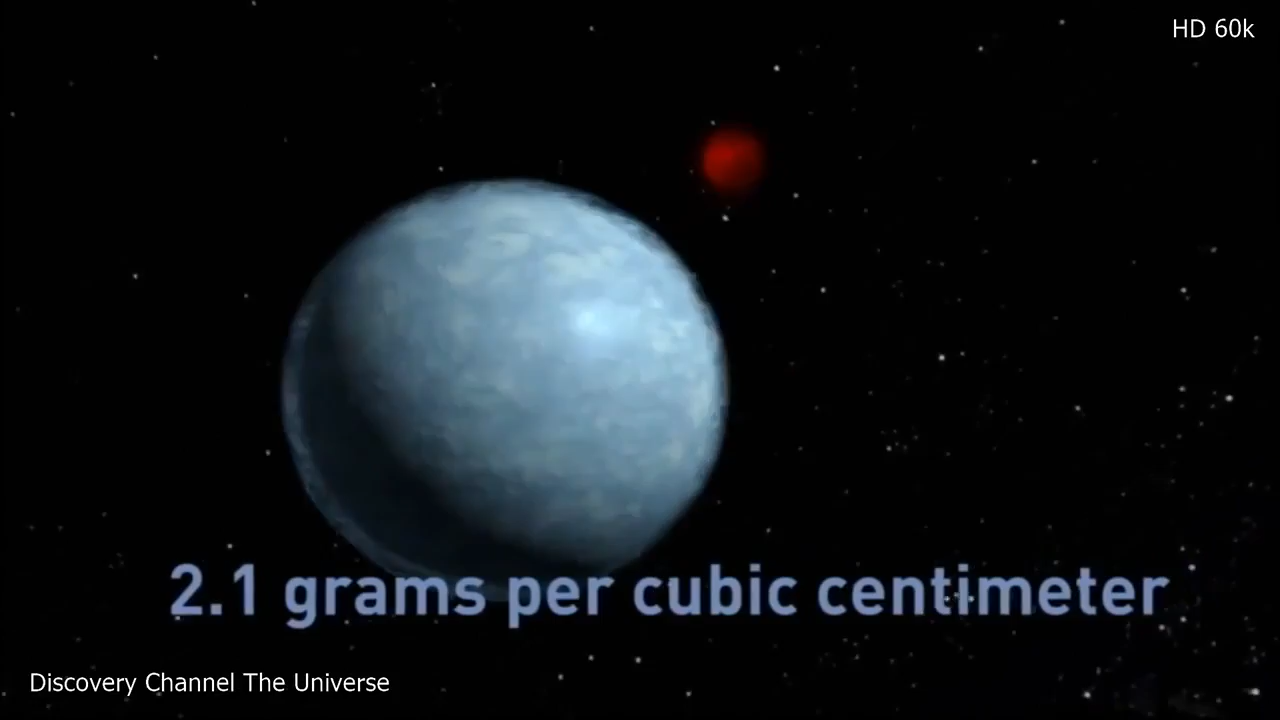 HD 60k
2.1 grams per cubic centimeter
Discovery Channel The Universe